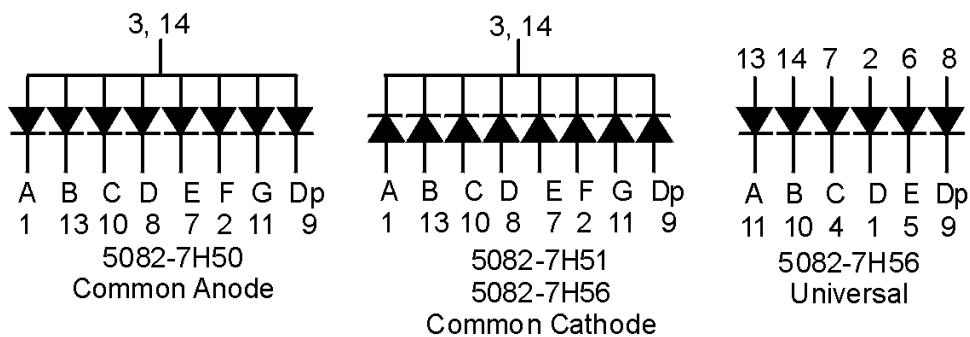 3, 14
A B C D E F G Dp
1 13 10 8 7 2 11 9
5082-7H50
Common Anode
3, 14
A B C D E F G Dp
1 13 10 8 7 2 11 9
5082-7H51
5082-7H56
Common Cathode
13 14 7 2 6 8
A B C D E Dp
11 10 4 1 5 9
5082-7H56
Universal